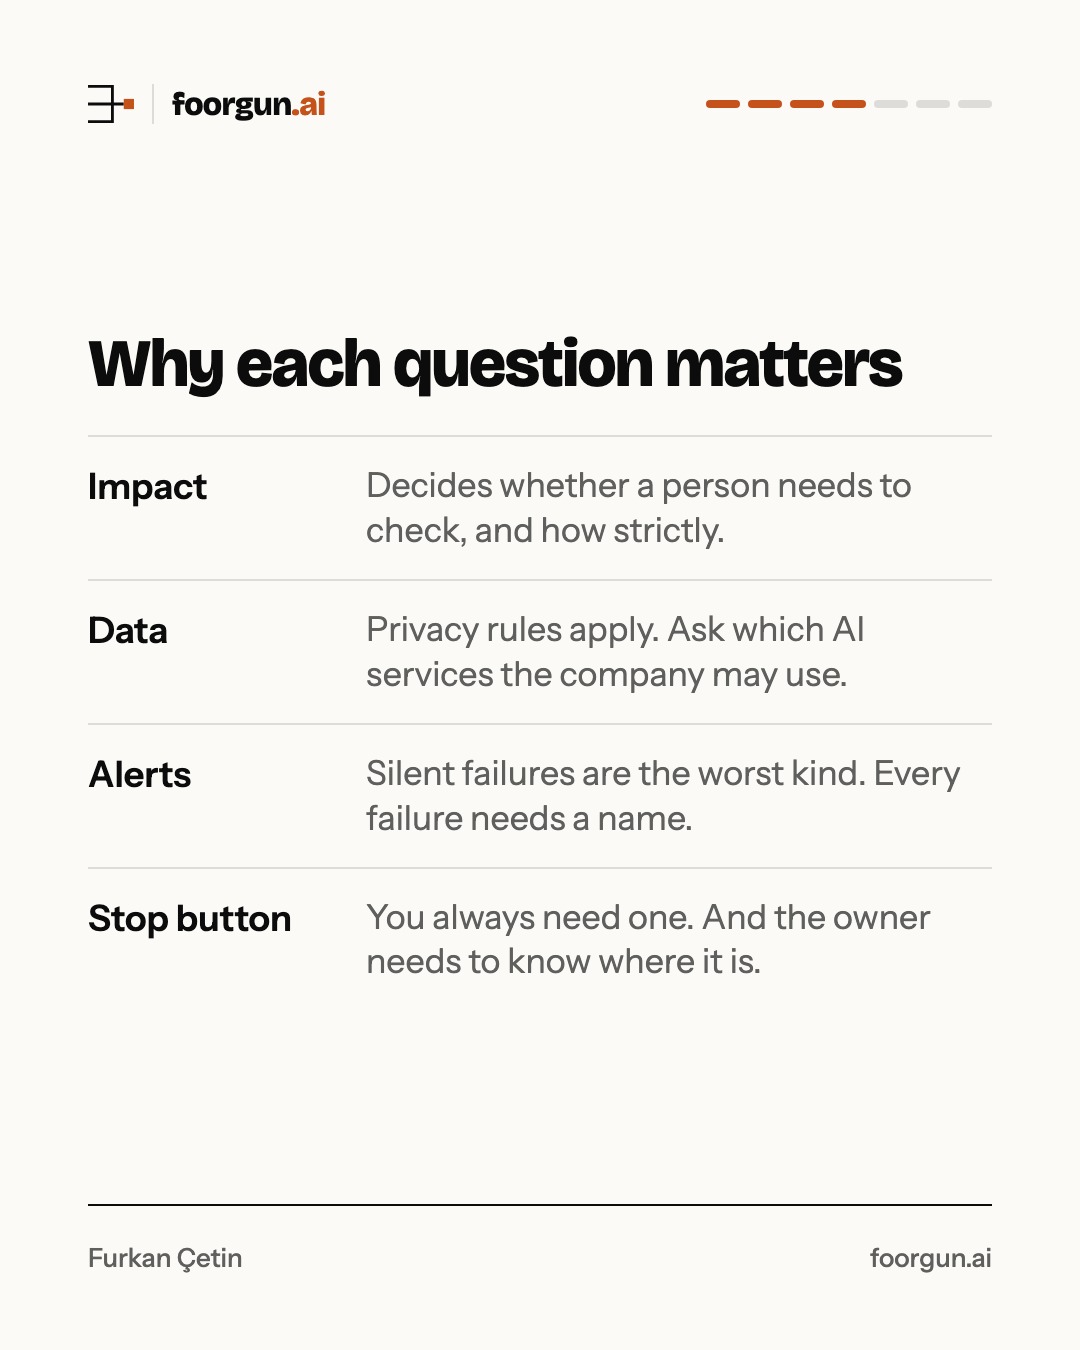 foorgun.ai
Why each question matters
Impact
Decides whether a person needs to
check, and how strictly.
Data
Privacy rules apply. Ask which AI
services the company may use.
Alerts
Silent failures are the worst kind. Every
failure needs a name.
Stop button
You always need one. And the owner
needs to know where it is.
Furkan Çetin
foorgun.ai